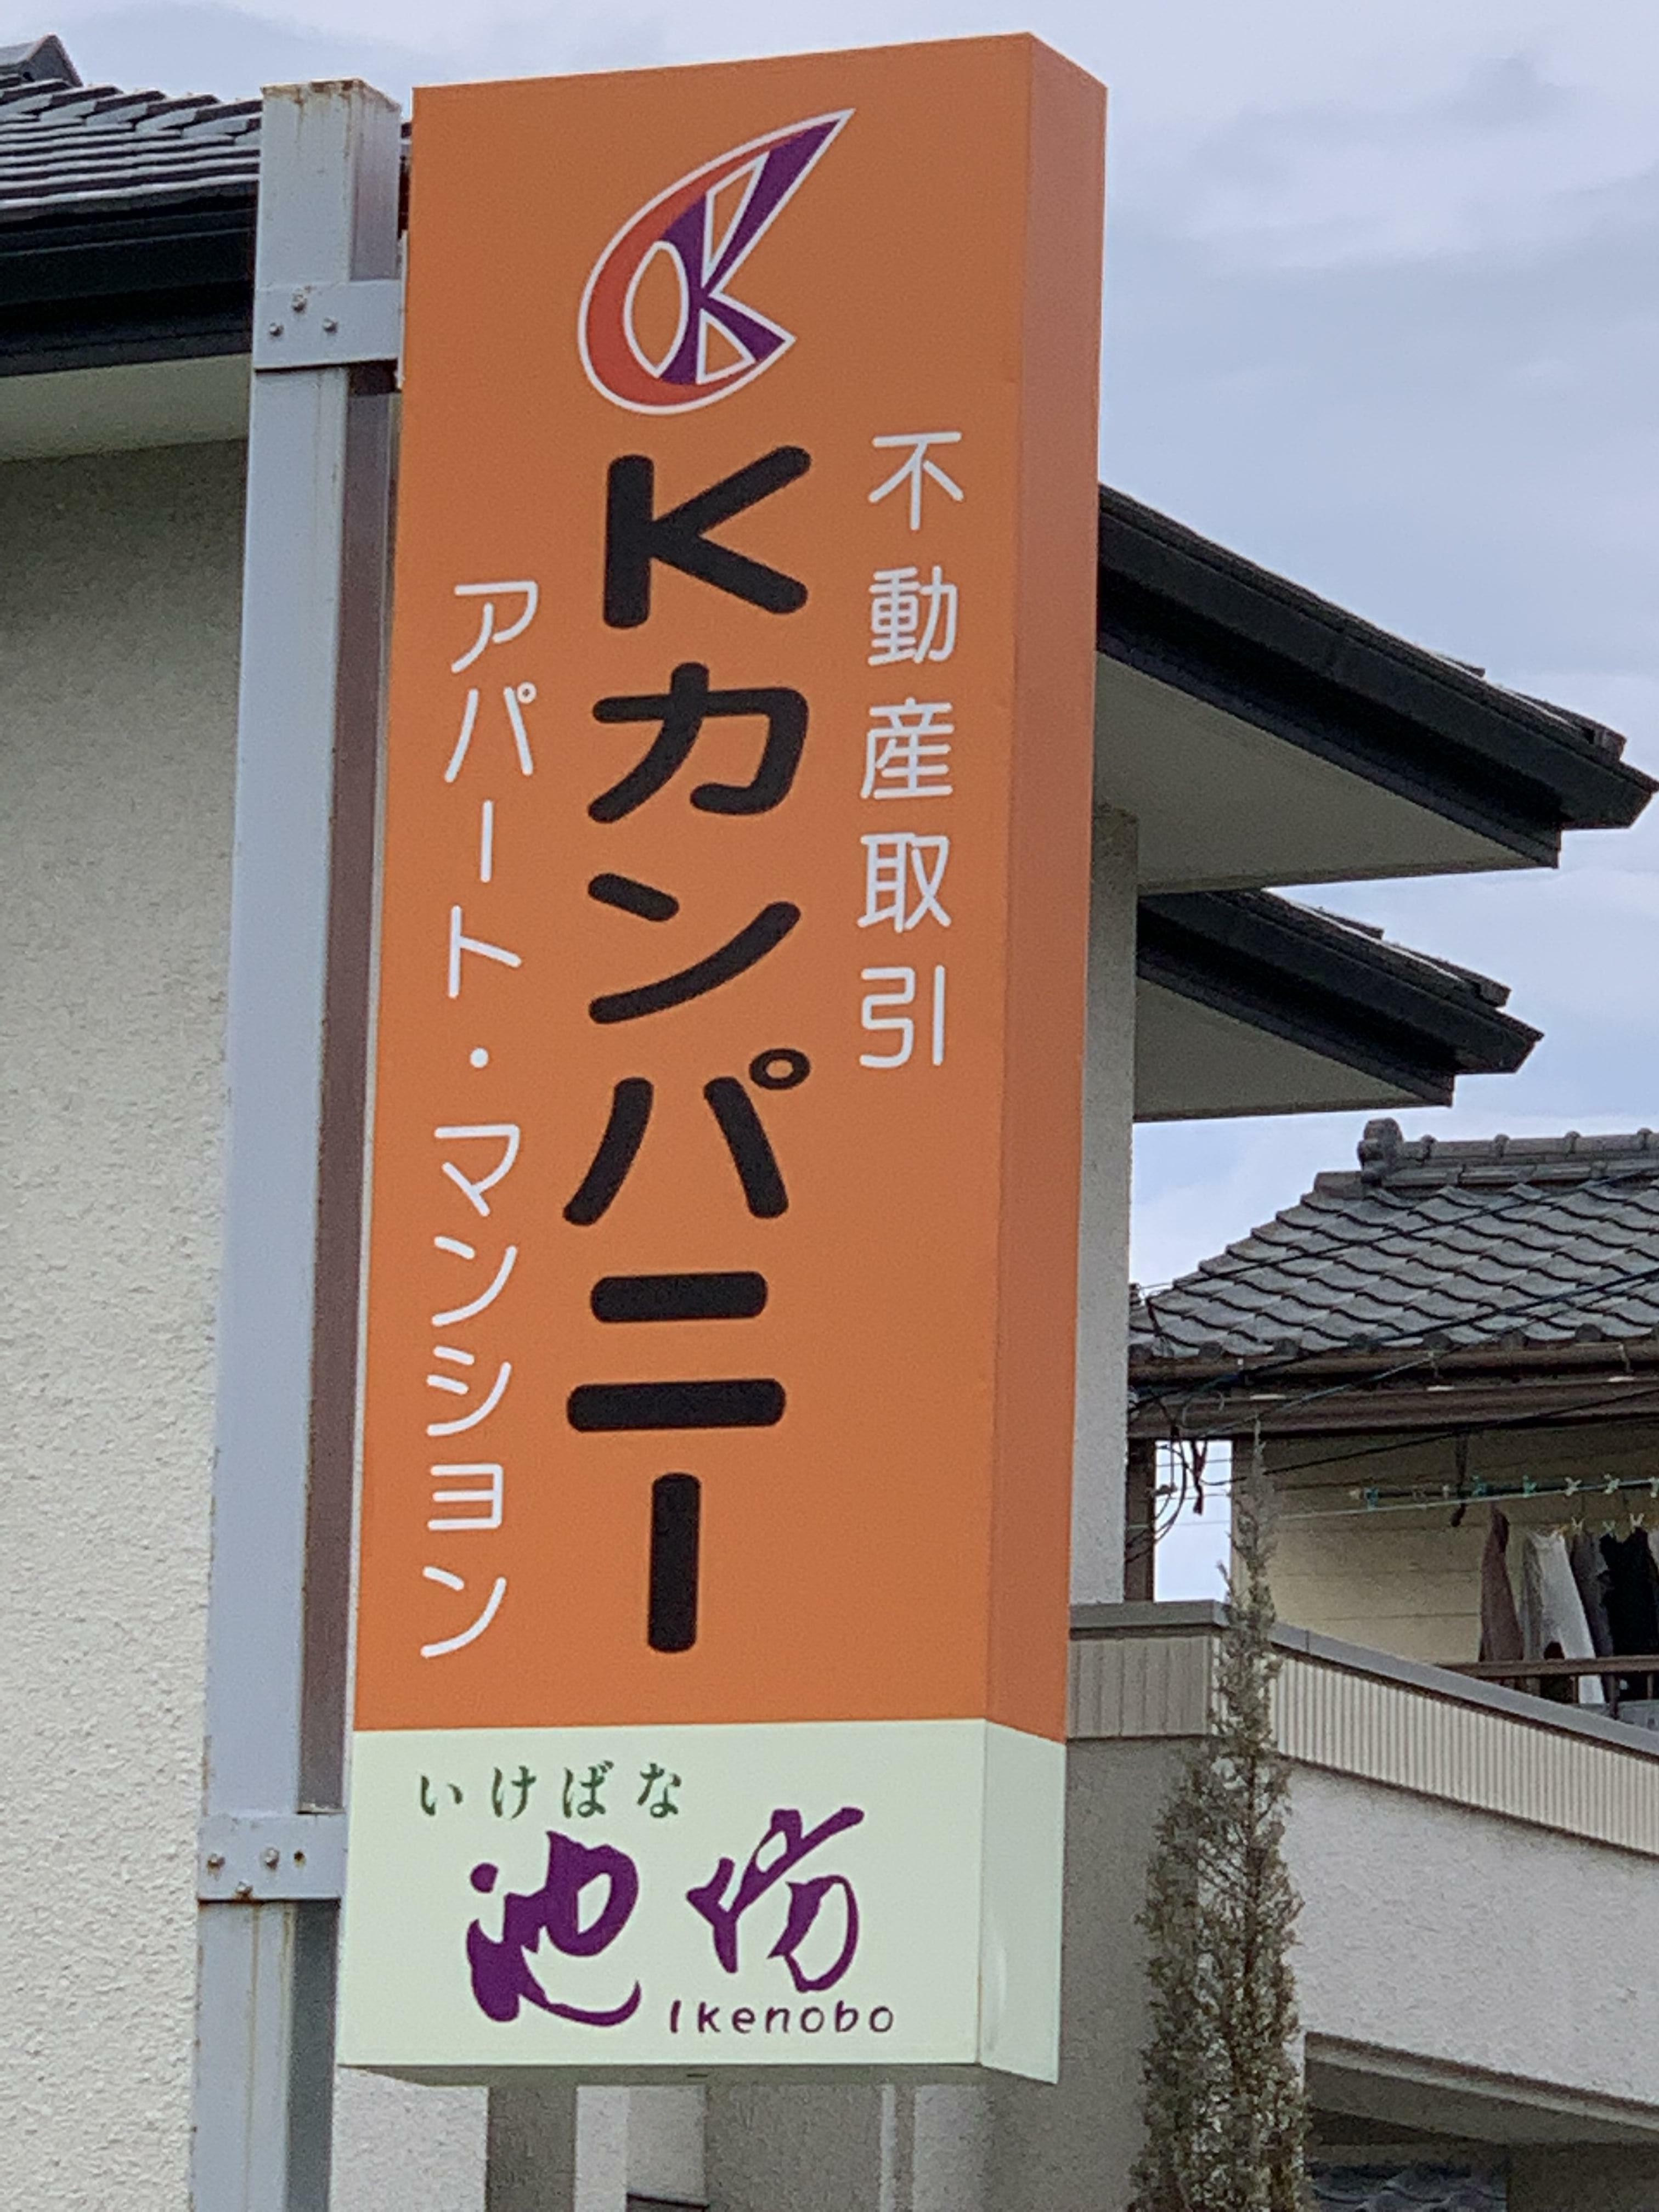 不動産取引
Kカンパニー
アパート・マンション
いけばな
池坊
Ikenobo